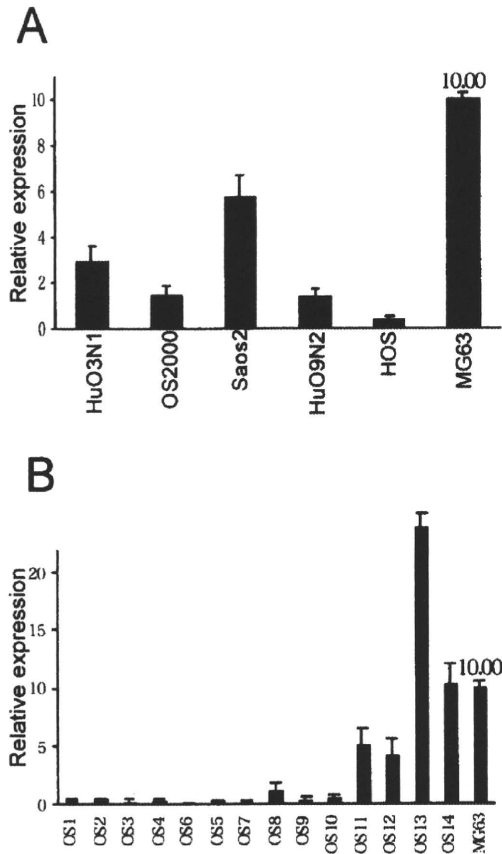 A
Relative expression
10
8
6
4
2
0
10.00
HuO3N1
OS2000
Saos2
HuO9N2
HOS
MG63
B
Relative expression
20
10
5
0
10.00
OS1
OS2
OS3
OS4
OS6
OS5
OS7
OS8
OS9
OS10
OS11
OS12
OS13
OS14
MG63